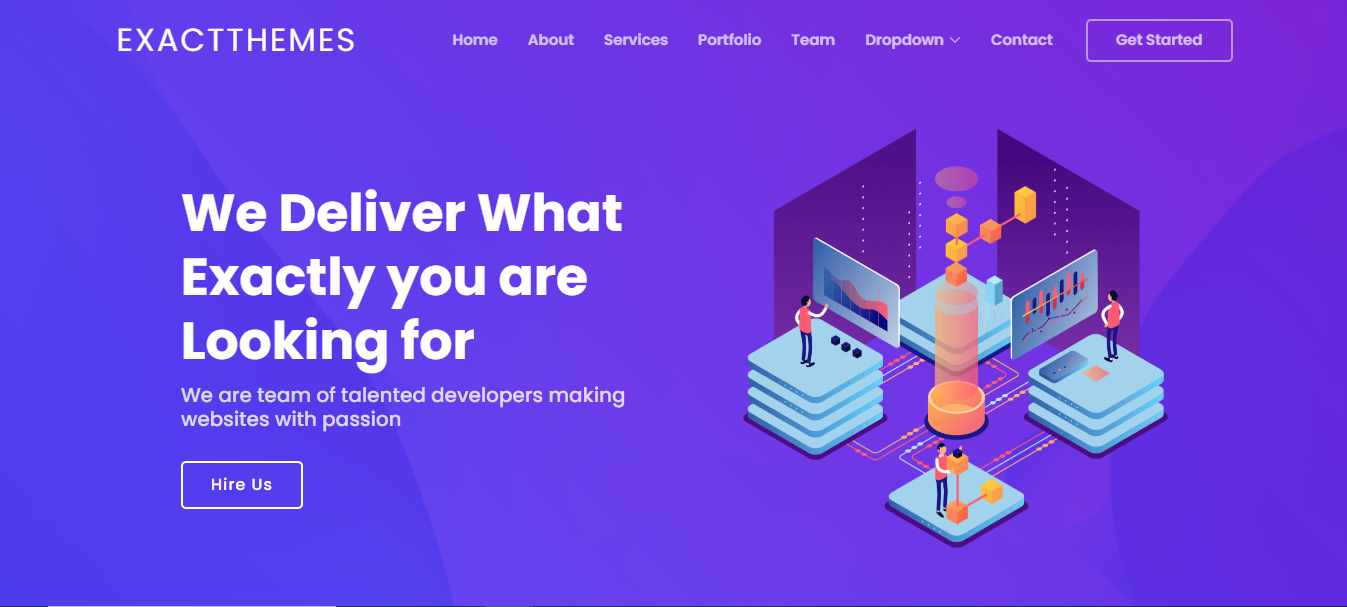 EXACTTHEMES
Home About Services Portfolio Team Dropdown Contact Get Started
We Deliver What
Exactly you are
Looking for
We are team of talented developers making
websites with passion
Hire Us